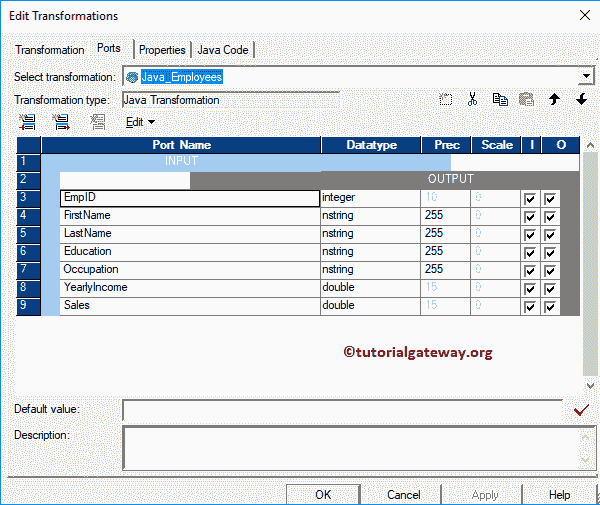 Edit Transformations
Transformation Ports Properties Java Code
Select transformation: Java_Employees
Transformation type: Java Transformation
Edit
Port Name Datatype Prec Scale I O
1 INPUT
2 OUTPUT
3 EmpID integer 10 0
4 FirstName nstring 255 0
5 LastName nstring 255 0
6 Education nstring 255 0
7 Occupation nstring 255 0
8 YearlyIncome double 15 0
9 Sales double 15 0
©tutorialgateway.org
Default value:
Description:
OK Cancel Apply Help